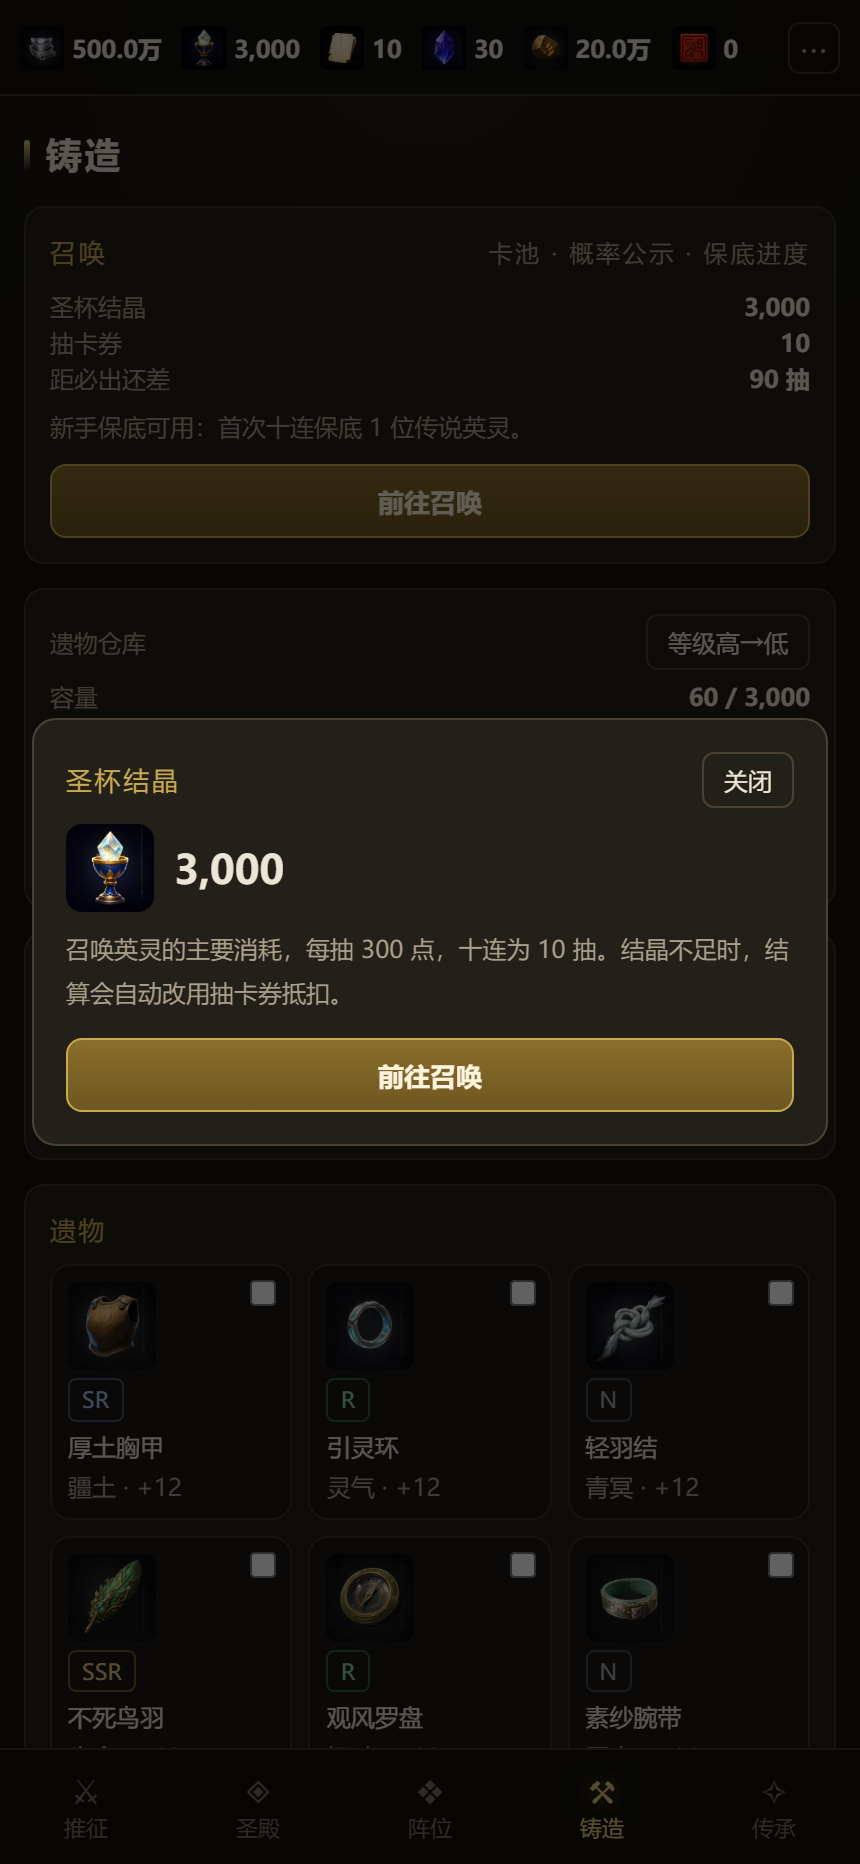 500.0万 3,000 10 30 20.0万 0 ···
铸造
召唤 卡池 · 概率公示 · 保底进度
圣杯结晶 3,000
抽卡券 10
距必出还差 90 抽
新手保底可用：首次十连保底 1 位传说英灵。
前往召唤
遗物仓库 等级高→低
容量 60 / 3,000
圣杯结晶 关闭
3,000
召唤英灵的主要消耗，每抽 300 点，十连为 10 抽。结晶不足时，结
算会自动改用抽卡券抵扣。
前往召唤
遗物
SR R N
厚土胸甲 引灵环 轻羽结
疆土 · +12 灵气 · +12 青冥 · +12
SSR R N
不死鸟羽 观风罗盘 素纱腕带
推征 圣殿 阵位 铸造 传承